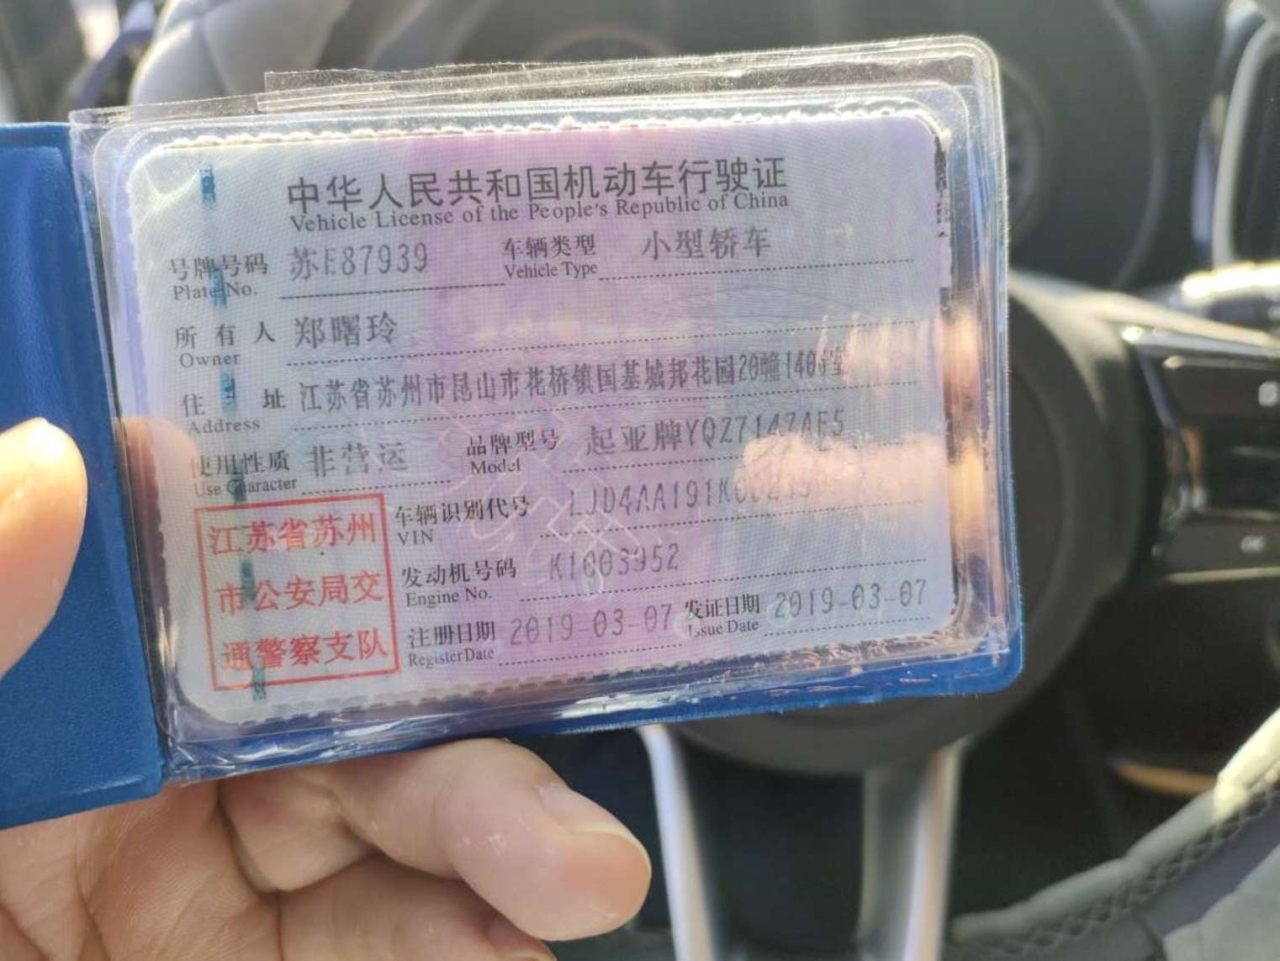 中华人民共和国机动车行驶证
Vehicle License of the People's Republic of China
号牌号码 苏E87939 车辆类型 小型轿车
Plate No. Vehicle Type
所有人 郑曙玲
Owner
住址 江苏省苏州市昆山市花桥镇国基城邦花园20幢
Address
使用性质 非营运 品牌型号 起亚牌
Use Character Model
车辆识别代号 LJD4AA191K
VIN
发动机号码 K1003952
Engine No.
注册日期 2019-03-07 发证日期 2019-03-07
Register Date Issue Date
江苏省苏州
市公安局交
通警察支队